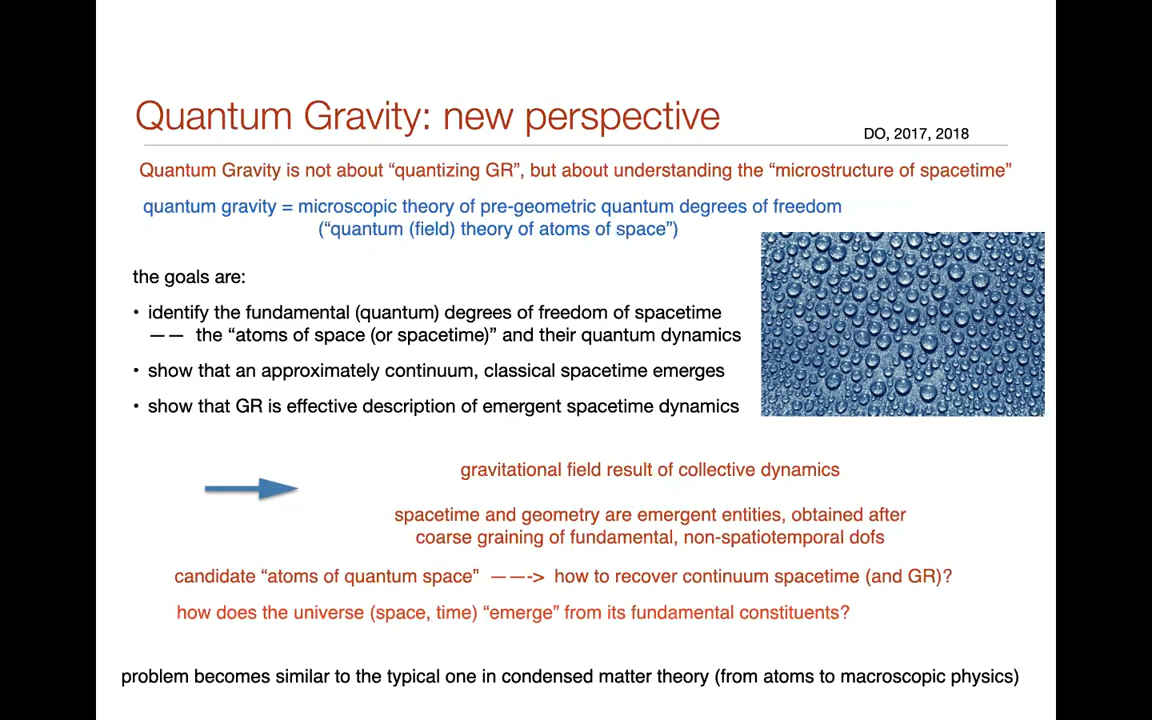 Quantum Gravity: new perspective
DO, 2017, 2018
Quantum Gravity is not about “quantizing GR”, but about understanding the “microstructure of spacetime”
quantum gravity = microscopic theory of pre-geometric quantum degrees of freedom
(“quantum (field) theory of atoms of space”)
the goals are:
• identify the fundamental (quantum) degrees of freedom of spacetime
—— the “atoms of space (or spacetime)” and their quantum dynamics
• show that an approximately continuum, classical spacetime emerges
• show that GR is effective description of emergent spacetime dynamics
gravitational field result of collective dynamics
spacetime and geometry are emergent entities, obtained after
coarse graining of fundamental, non-spatiotemporal dofs
candidate “atoms of quantum space” ——-> how to recover continuum spacetime (and GR)?
how does the universe (space, time) “emerge” from its fundamental constituents?
problem becomes similar to the typical one in condensed matter theory (from atoms to macroscopic physics)